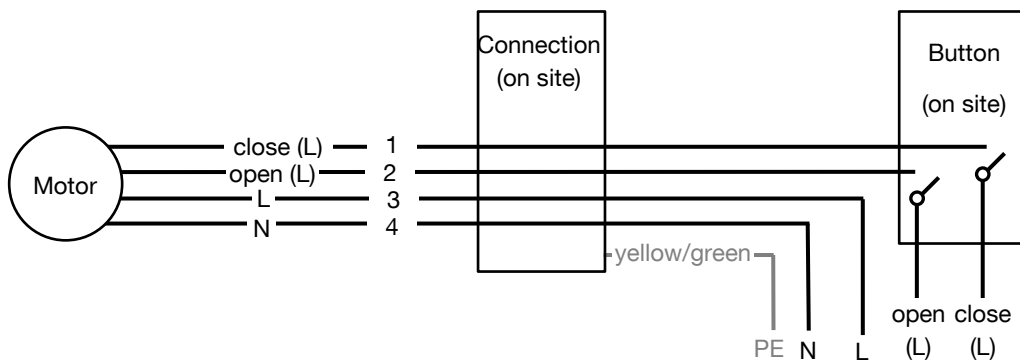 Connection
(on site)
Button
(on site)
Motor
close (L) 1
open (L) 2
L 3
N 4
yellow/green
open close
(L) (L)
PE N L